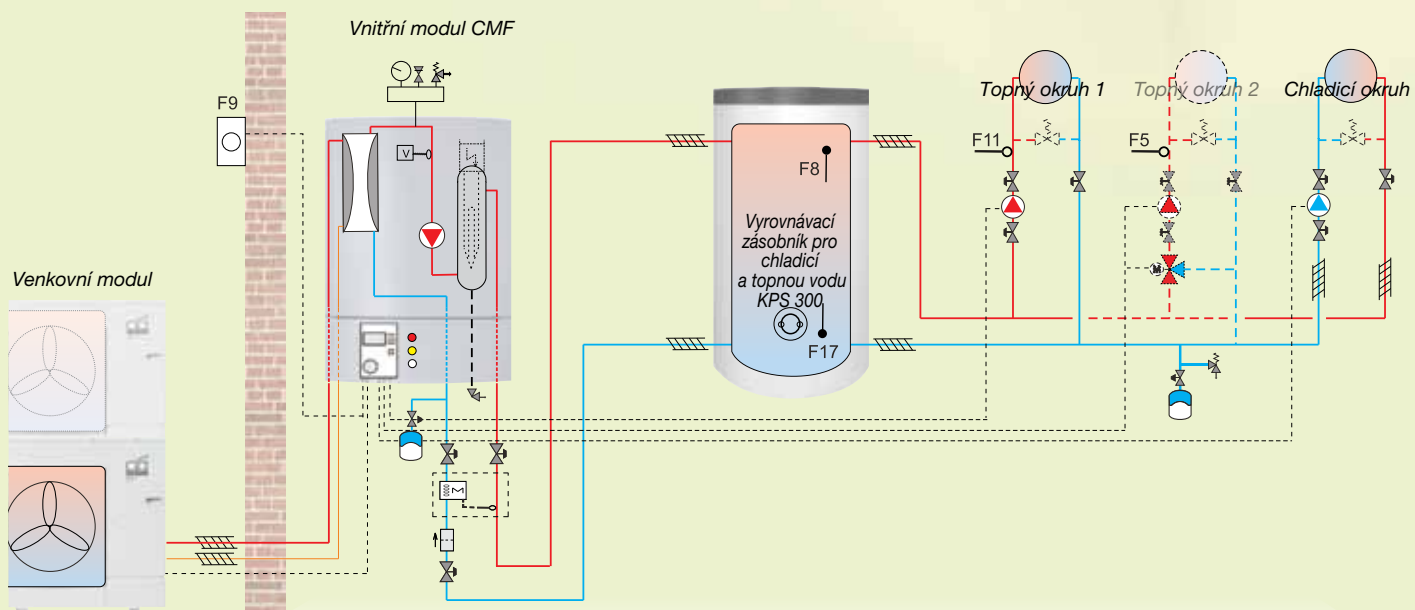 Vnitřní modul CMF
F9
V
Topný okruh 1
Topný okruh 2
Chladicí okruh
F11
F5
F8
Vyrovnávací
zásobník pro
chladicí
a topnou vodu
KPS 300
F17
M
Venkovní modul